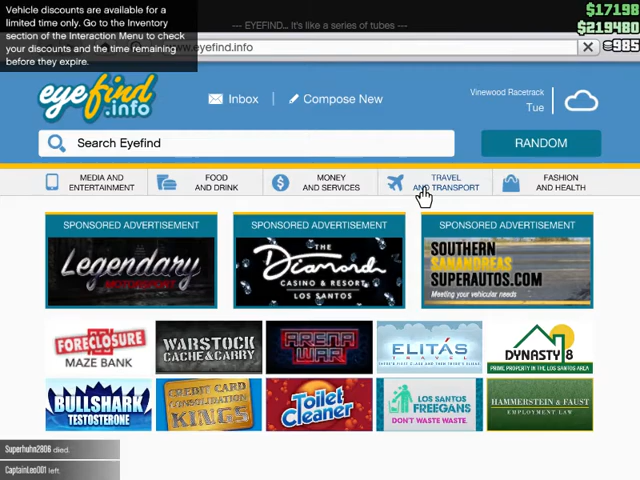 Vehicle discounts are available for a
limited time only. Go to the Inventory
section of the Interaction Menu to check
your discounts and the time remaining
before they expire.
--- EYEFIND... It's like a series of tubes ---
$17198
$219480
985
www.eyefind.info
eyefind
.info
Inbox | Compose New
Vinewood Racetrack
Tue
Search Eyefind
RANDOM
MEDIA AND
ENTERTAINMENT
FOOD
AND DRINK
MONEY
AND SERVICES
TRAVEL
AND TRANSPORT
FASHION
AND HEALTH
SPONSORED ADVERTISEMENT
Legendary
MOTORSPORT
SPONSORED ADVERTISEMENT
THE
Diamond
CASINO & RESORT
LOS SANTOS
SPONSORED ADVERTISEMENT
SOUTHERN
SANANDREAS
SUPERAUTOS.COM
Meeting your vehicular needs
FORECLOSURE
MAZE BANK
WARSTOCK
CACHE & CARRY
ARENA
WAR
ELITÁS
TRAVEL
DYNASTY 8
PRIME PROPERTY IN THE LOS SANTOS AREA
BULLSHARK
TESTOSTERONE
CREDIT CARD
CONSOLIDATION
KINGS
Toilet
Cleaner
LOS SANTOS
FREEGANS
DON'T WASTE WASTE
HAMMERSTEIN & FAUST
EMPLOYMENT LAW
Superhuhn2806 died.
CaptainLeo001 left.